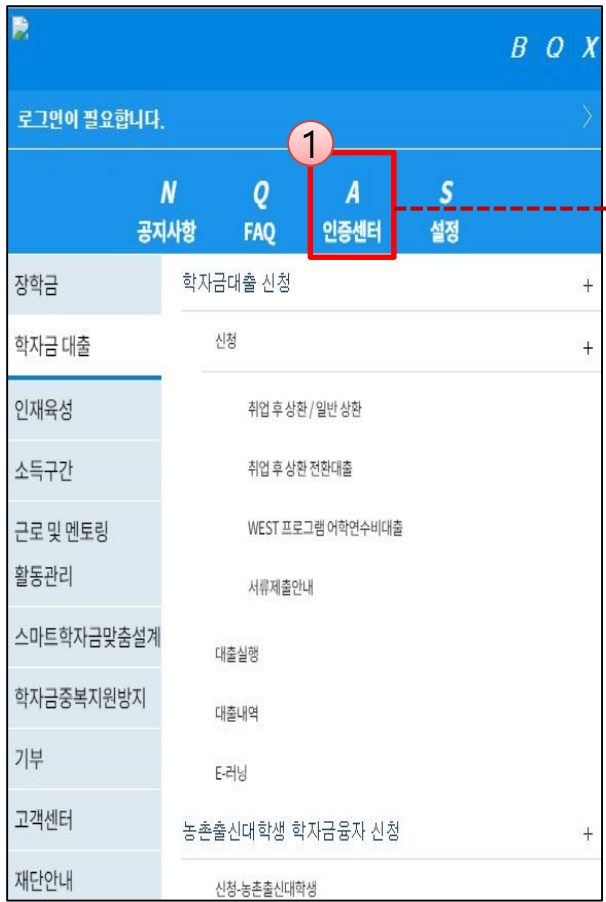 B Q X
로그인이 필요합니다.
1
N Q A S
공지사항 FAQ 인증센터 설정
장학금
학자금 대출
인재육성
소득구간
근로 및 멘토링
활동관리
스마트학자금맞춤설계
학자금중복지원방지
기부
고객센터
재단안내
학자금대출 신청 +
신청 +
취업 후 상환 / 일반 상환
취업 후 상환 전환대출
WEST 프로그램 어학연수비대출
서류제출안내
대출실행
대출내역
E-러닝
농촌출신대학생 학자금융자 신청 +
신청-농촌출신대학생